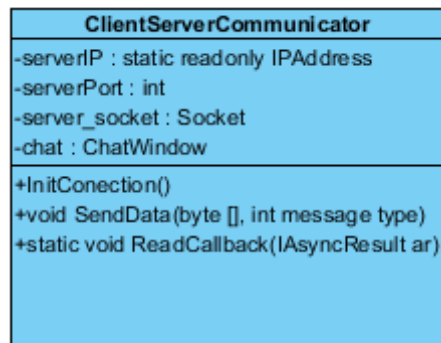 ClientServerCommunicator
-serverIP : static readonly IPAddress
-serverPort : int
-server_socket : Socket
-chat : ChatWindow
+InitConection()
+void SendData(byte [], int message type)
+static void ReadCallback(IAsyncResult ar)